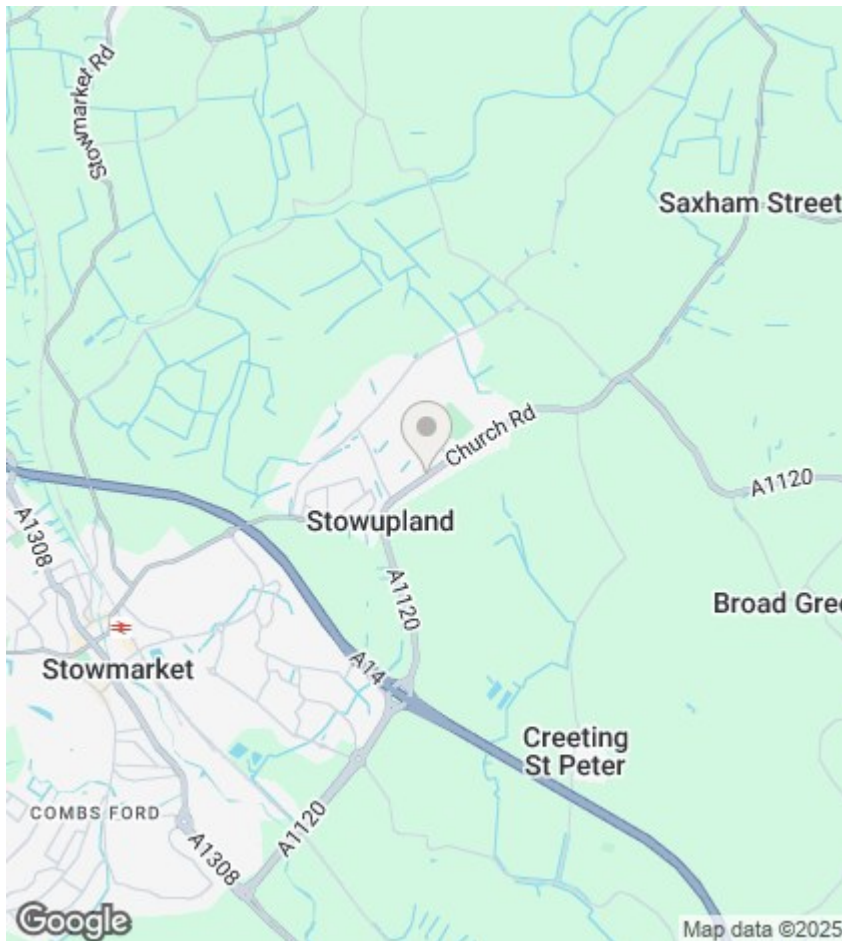 Stowmarket Rd
Saxham Street
Church Rd
A1120
Stowupland
A1308
A1120
Broad Gree
Stowmarket
A14
Creeting
St Peter
COMBS FORD
A1120
A1308
Google
Map data ©2025